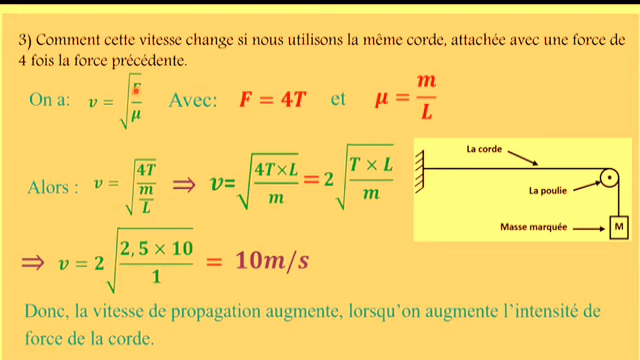 3) Comment cette vitesse change si nous utilisons la même corde, attachée avec une force de
4 fois la force précédente.
On a: v = √(F/μ) Avec: F = 4T et μ = m/L
Alors : v = √(4T/(m/L)) ⇒ v= √(4T×L/m) = 2 √(T × L/m)
La corde
La poulie
Masse marquée
M
⇒ v = 2 √(2,5 × 10/1) = 10m/s
Donc, la vitesse de propagation augmente, lorsqu'on augmente l'intensité de
force de la corde.